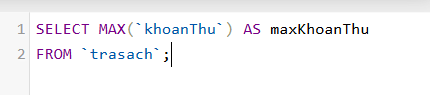 1 SELECT MAX(`khoanThu`) AS maxKhoanThu
2 FROM `trasach`;